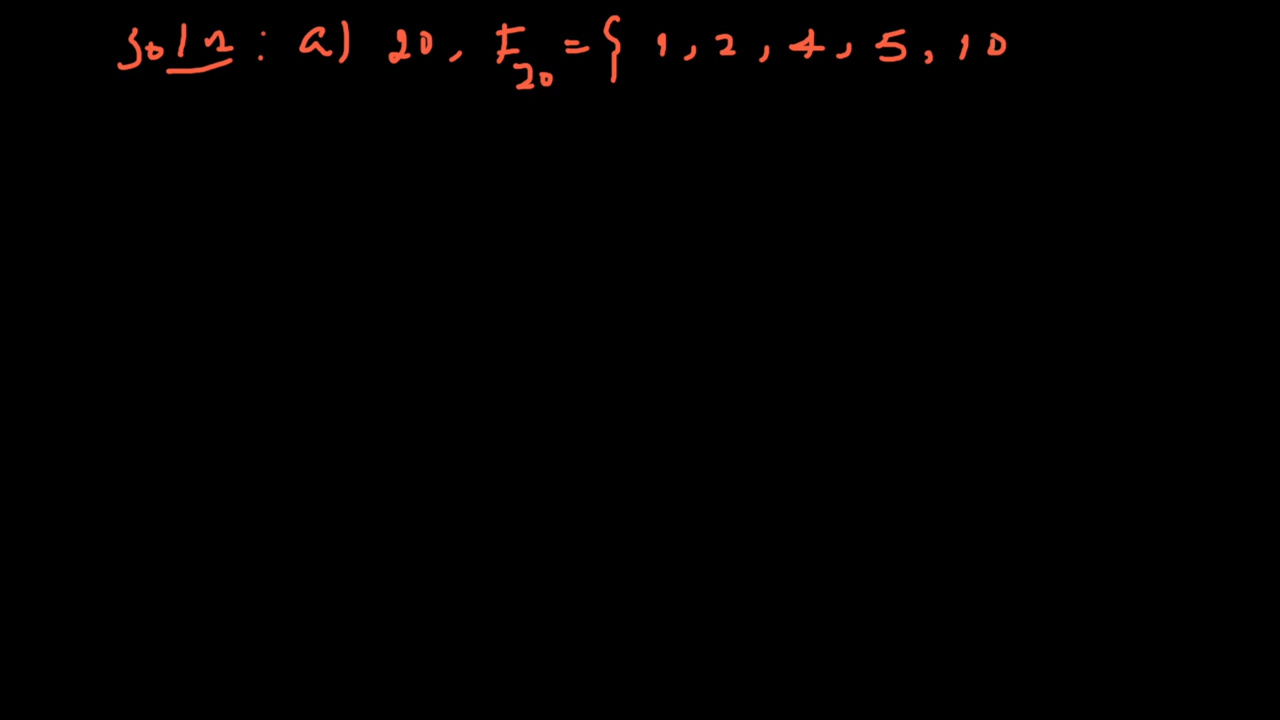 Soln : a) 20, F₂₀ = { 1, 2, 4, 5, 10